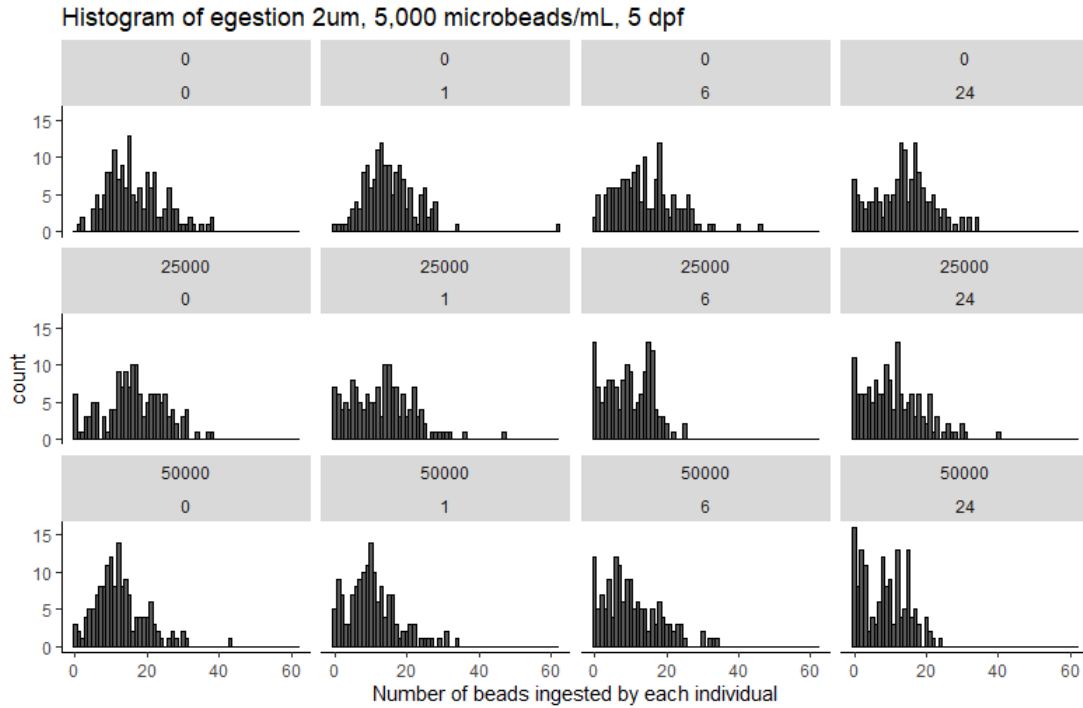 Histogram of egestion 2um, 5,000 microbeads/mL, 5 dpf
0 0 0 0
0 1 6 24
15
10
5
0
25000 25000 25000 25000
0 1 6 24
15
10
5
0
count
50000 50000 50000 50000
0 1 6 24
15
10
5
0
0 20 40 60 0 20 40 60 0 20 40 60 0 20 40 60
Number of beads ingested by each individual